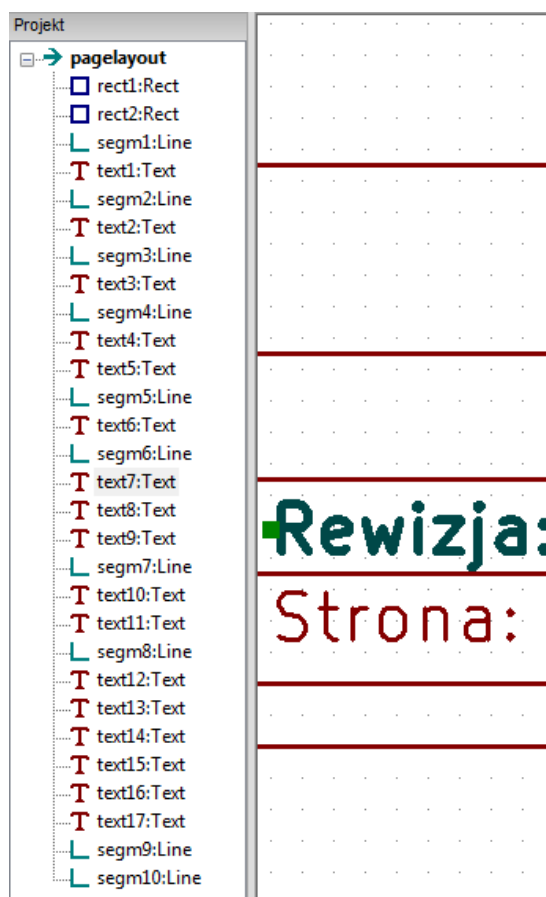 Projekt
pagelayout
rect1:Rect
rect2:Rect
segm1:Line
text1:Text
segm2:Line
text2:Text
segm3:Line
text3:Text
segm4:Line
text4:Text
text5:Text
segm5:Line
text6:Text
segm6:Line
text7:Text
text8:Text
text9:Text
segm7:Line
text10:Text
text11:Text
segm8:Line
text12:Text
text13:Text
text14:Text
text15:Text
text16:Text
text17:Text
segm9:Line
segm10:Line
Rewizja:
Strona: